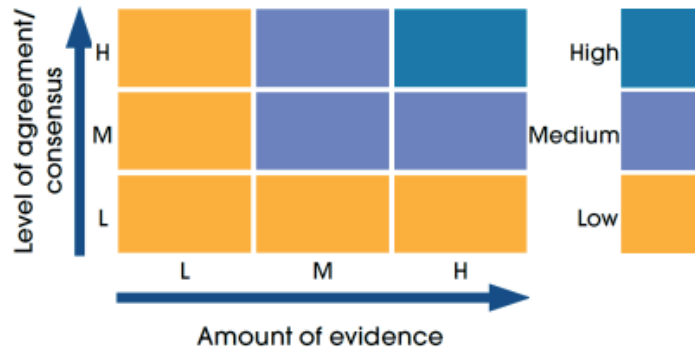 Level of agreement/
consensus
H
M
L
L M H
Amount of evidence
High
Medium
Low